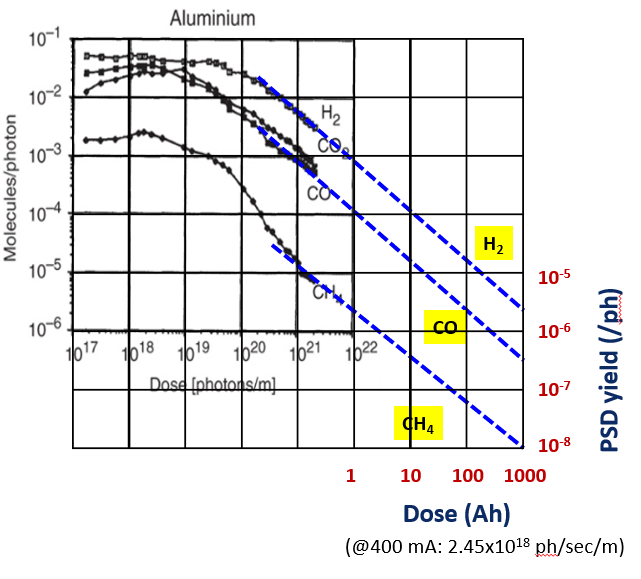 Aluminium
10⁻¹
10⁻²
10⁻³
10⁻⁴
10⁻⁵
10⁻⁶
Molecules/photon
H₂
CO₂
CO
CH₄
10¹⁷ 10¹⁸ 10¹⁹ 10²⁰ 10²¹ 10²²
Dose [photons/m]
H₂
CO
CH₄
10⁻⁵
10⁻⁶
10⁻⁷
10⁻⁸
PSD yield (/ph)
1 10 100 1000
Dose (Ah)
(@400 mA: 2.45x10¹⁸ ph/sec/m)